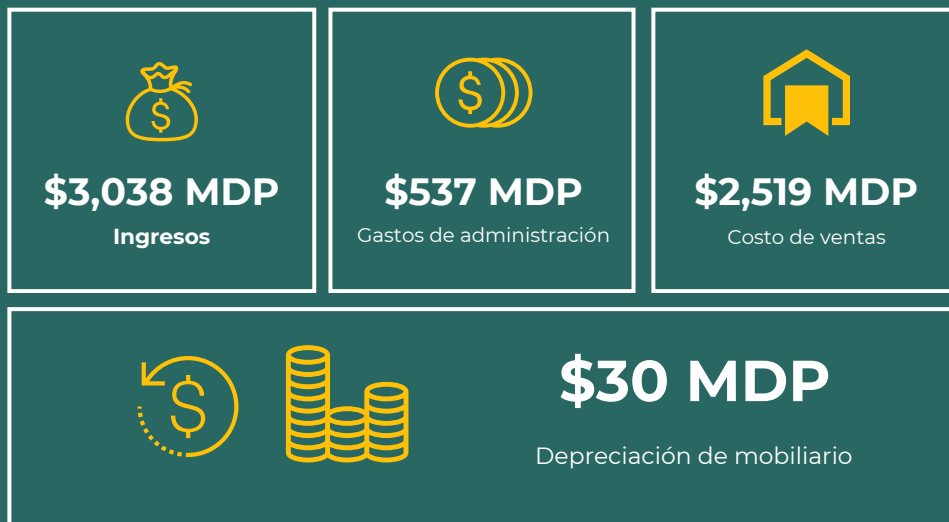 $3,038 MDP
Ingresos
$537 MDP
Gastos de administración
$2,519 MDP
Costo de ventas
$30 MDP
Depreciación de mobiliario